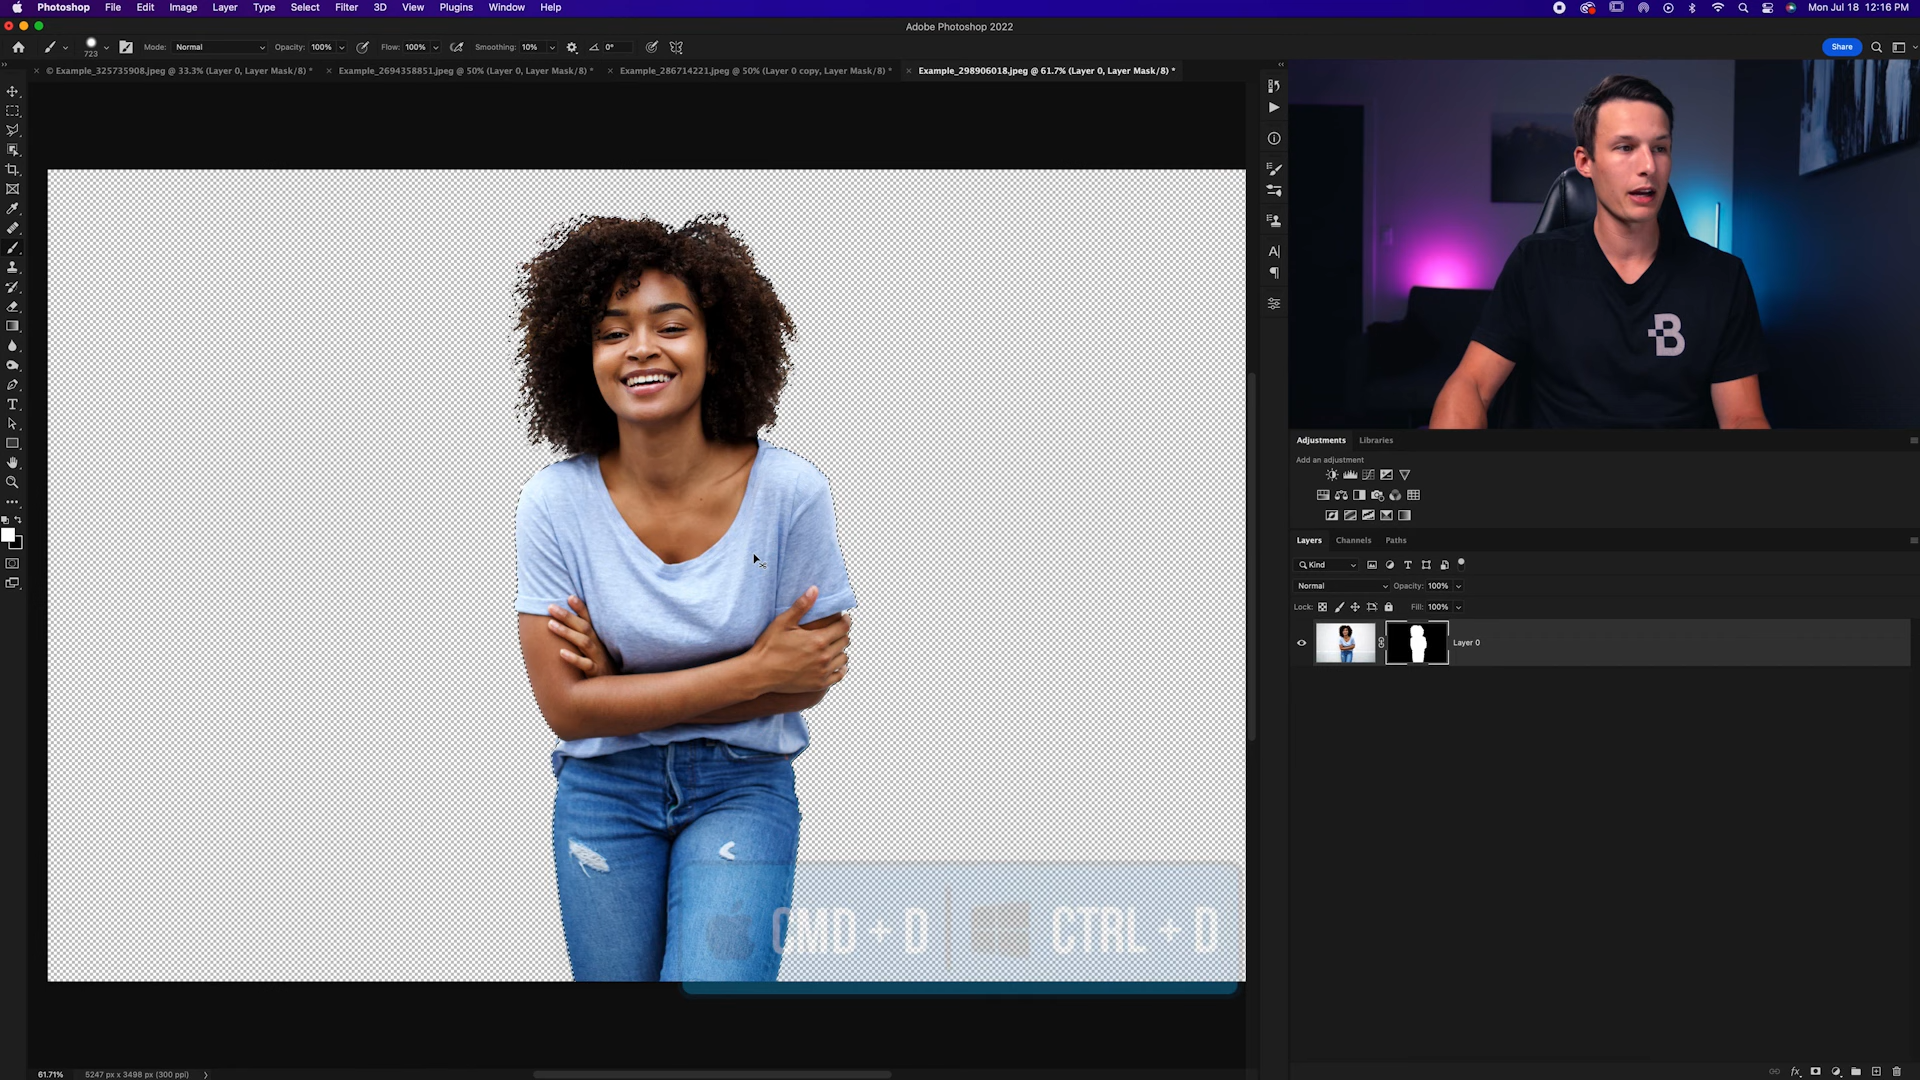 Photoshop File Edit Image Layer Type Select Filter 3D View Plugins Window Help Mon Jul 18 12:16 PM
Adobe Photoshop 2022
723 Mode: Normal Opacity: 100% Flow: 100% Smoothing: 10% 0° Share
© Example_325735908.jpeg @ 33.3% (Layer 0, Layer Mask/8) * Example_2694358851.jpeg @ 50% (Layer 0, Layer Mask/8) * Example_286714221.jpeg @ 50% (Layer 0 copy, Layer Mask/8) * Example_298906018.jpeg @ 61.7% (Layer 0, Layer Mask/8) *
B
Adjustments Libraries
Add an adjustment
Layers Channels Paths
Kind
Normal Opacity: 100%
Lock: Fill: 100%
Layer 0
CMD + D CTRL + D
61.71% 5247 px x 3498 px (300 ppi)